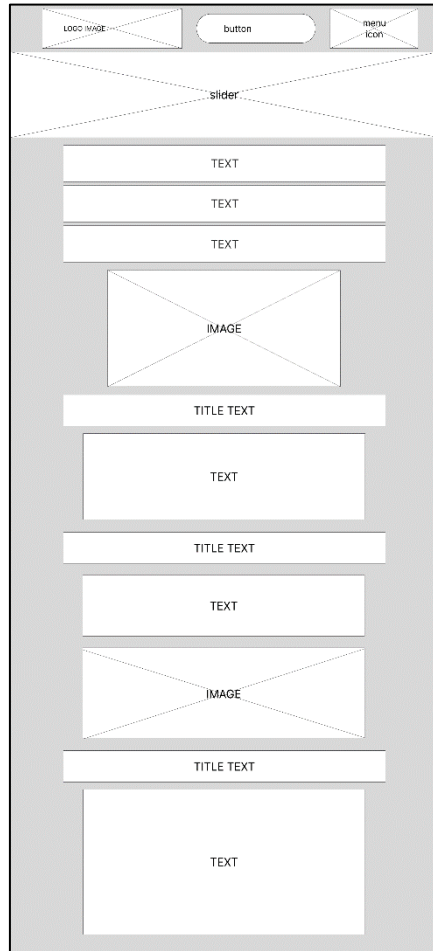 LOGO IMAGE
button
menu
icon
slider
TEXT
TEXT
TEXT
IMAGE
TITLE TEXT
TEXT
TITLE TEXT
TEXT
IMAGE
TITLE TEXT
TEXT